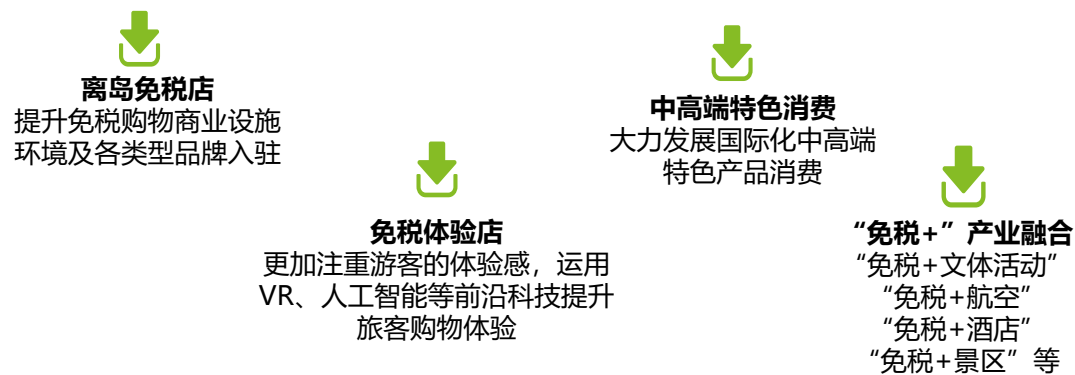 离岛免税店
提升免税购物商业设施
环境及各类型品牌入驻
免税体验店
更加注重游客的体验感，运用
VR、人工智能等前沿科技提升
旅客购物体验
中高端特色消费
大力发展国际化中高端
特色产品消费
“免税+”产业融合
“免税+文体活动”
“免税+航空”
“免税+酒店”
“免税+景区”等